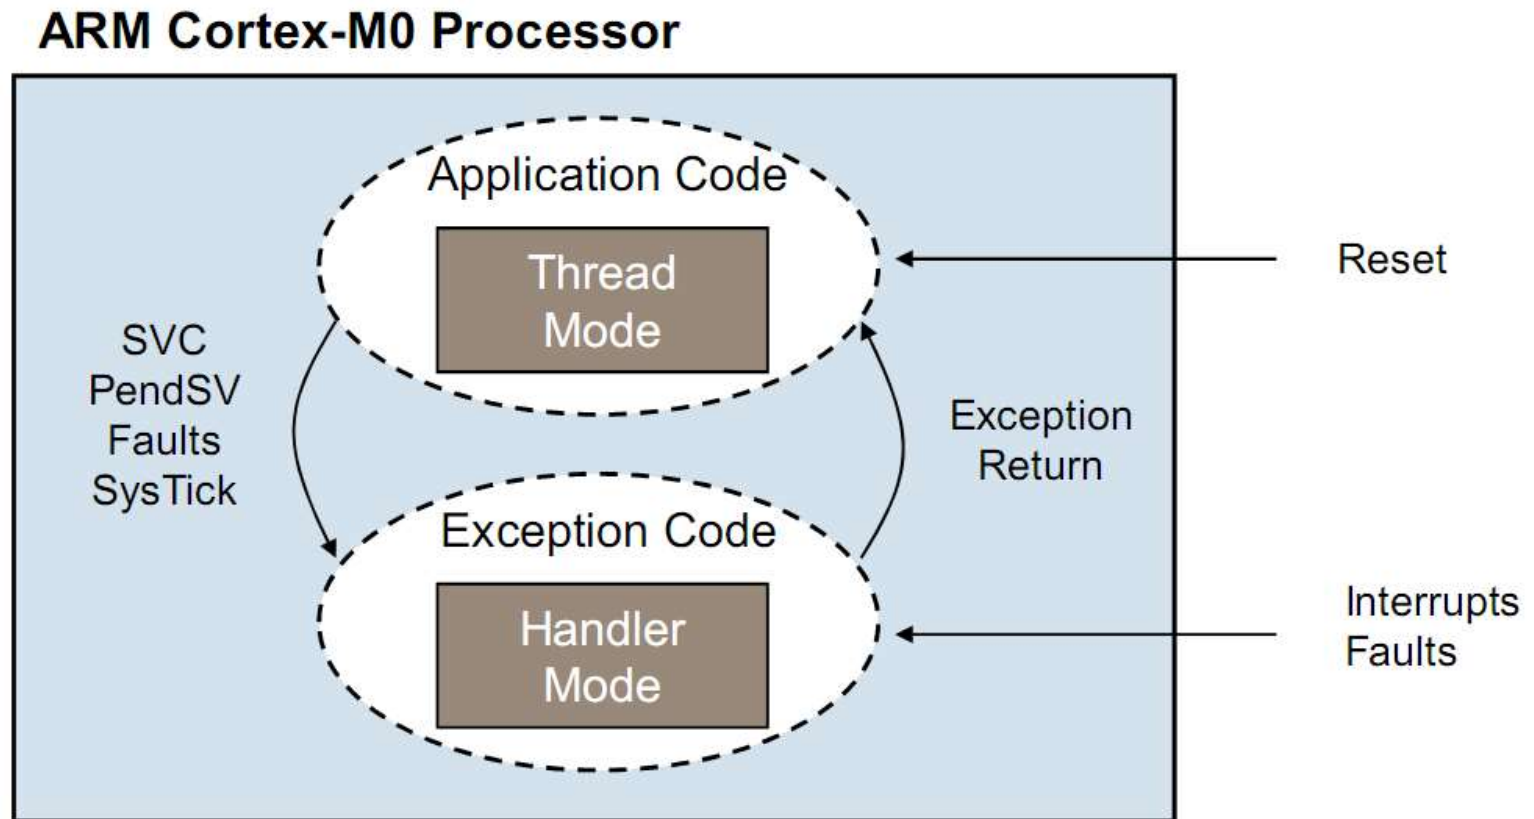 ARM Cortex-M0 Processor
Application Code
Thread
Mode
Reset
SVC
PendSV
Faults
SysTick
Exception
Return
Exception Code
Handler
Mode
Interrupts
Faults